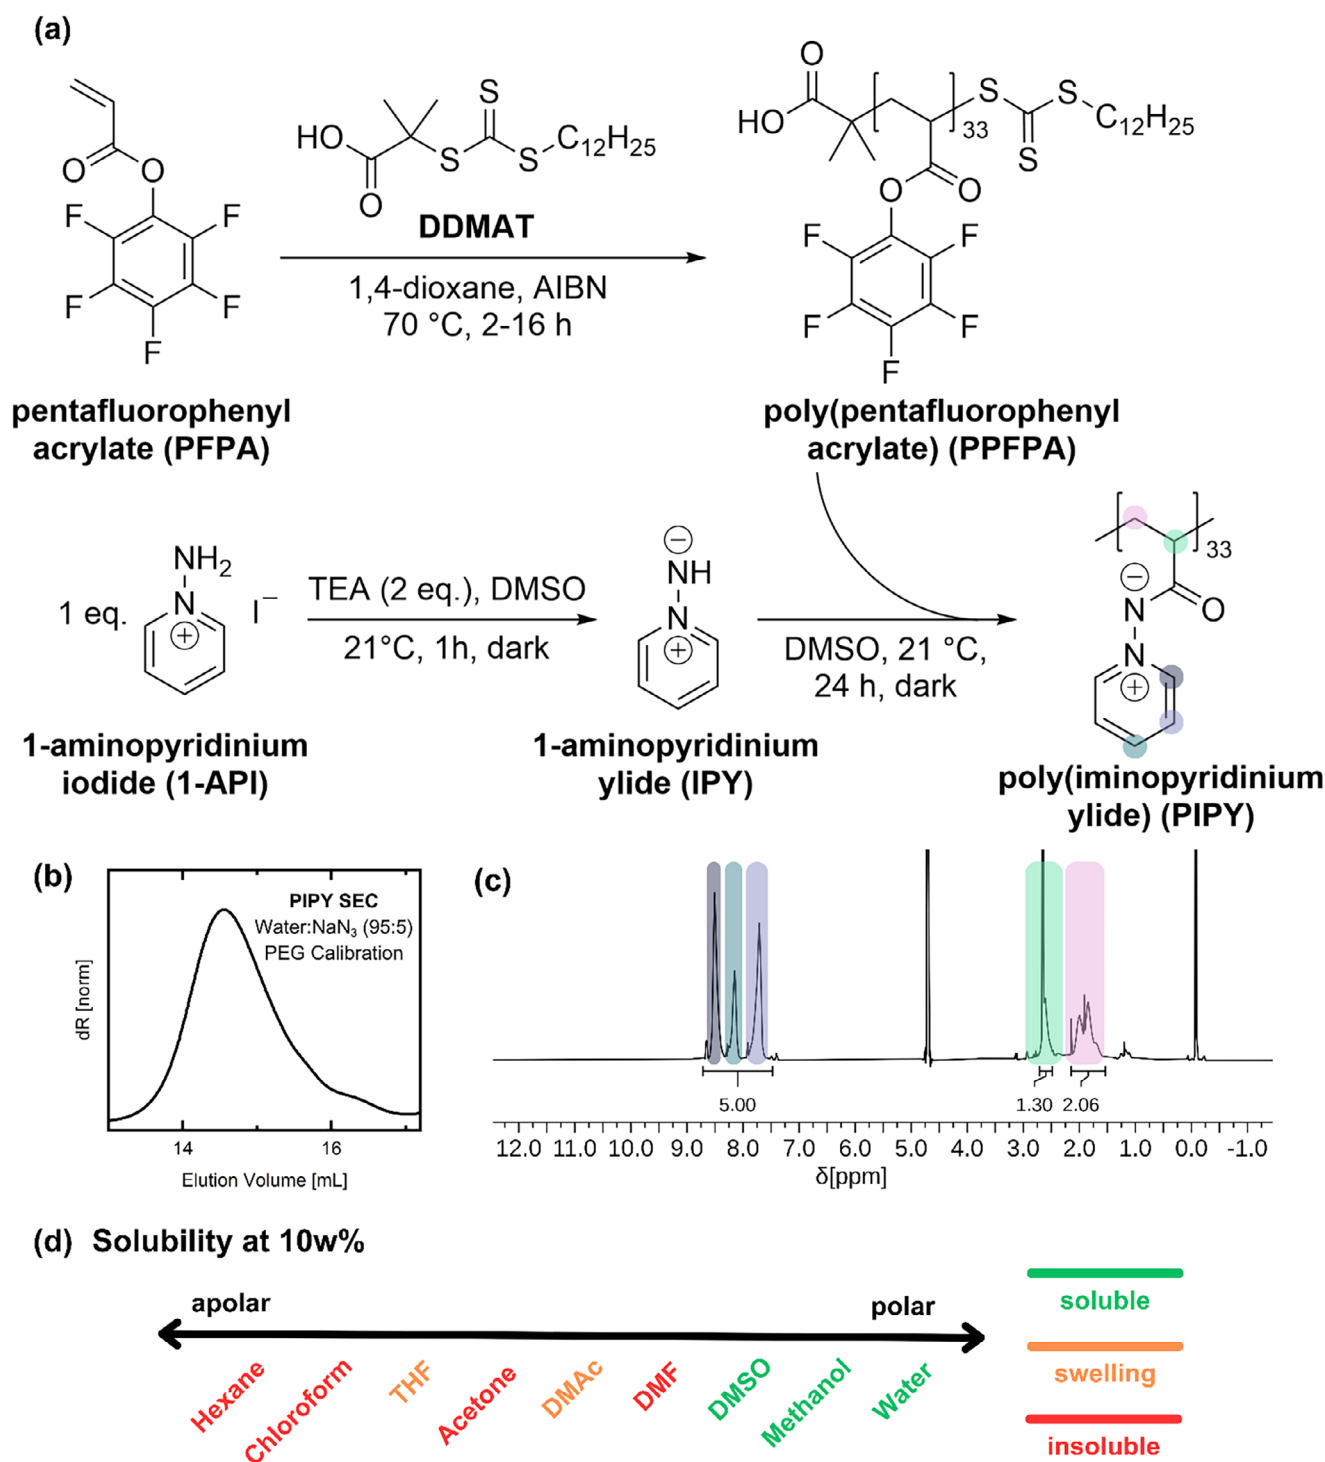 (a)
O
O
F
F
F
F
F
pentafluorophenyl
acrylate (PFPA)
HO
O
S
S
S
C12H25
DDMAT
1,4-dioxane, AIBN
70 °C, 2-16 h
O
HO
33
S
S
S
C12H25
O
O
F
F
F
F
F
poly(pentafluorophenyl
acrylate) (PPFPA)
1 eq.
NH2
N
+
I−
1-aminopyridinium
iodide (1-API)
TEA (2 eq.), DMSO
21°C, 1h, dark
−
NH
N
+
1-aminopyridinium
ylide (IPY)
DMSO, 21 °C,
24 h, dark
33
−
N
O
N
+
poly(iminopyridinium
ylide) (PIPY)
(b)
PIPY SEC
Water:NaN3 (95:5)
PEG Calibration
dR [norm]
14 16
Elution Volume [mL]
(c)
5.00 1.30 2.06
12.0 11.0 10.0 9.0 8.0 7.0 6.0 5.0 4.0 3.0 2.0 1.0 0.0 -1.0
δ[ppm]
(d) Solubility at 10w%
apolar polar
Hexane
Chloroform
THF
Acetone
DMAc
DMF
DMSO
Methanol
Water
soluble
swelling
insoluble